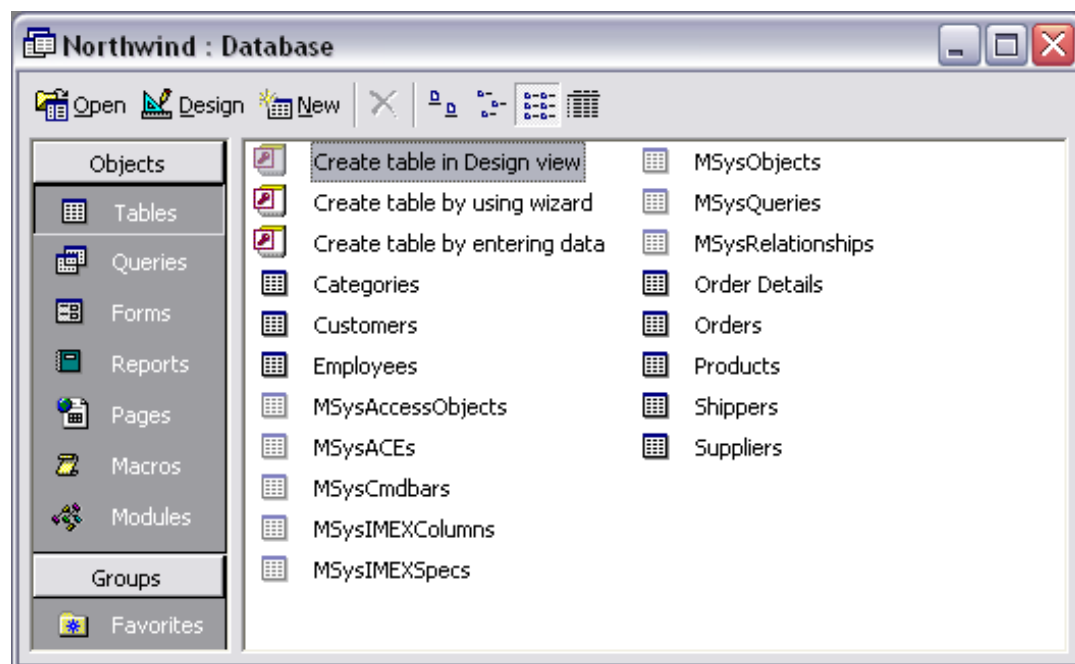 Northwind : Database
Open Design New
Objects
Tables
Queries
Forms
Reports
Pages
Macros
Modules
Groups
Favorites
Create table in Design view
Create table by using wizard
Create table by entering data
Categories
Customers
Employees
MSysAccessObjects
MSysACEs
MSysCmdbars
MSysIMEXColumns
MSysIMEXSpecs
MSysObjects
MSysQueries
MSysRelationships
Order Details
Orders
Products
Shippers
Suppliers